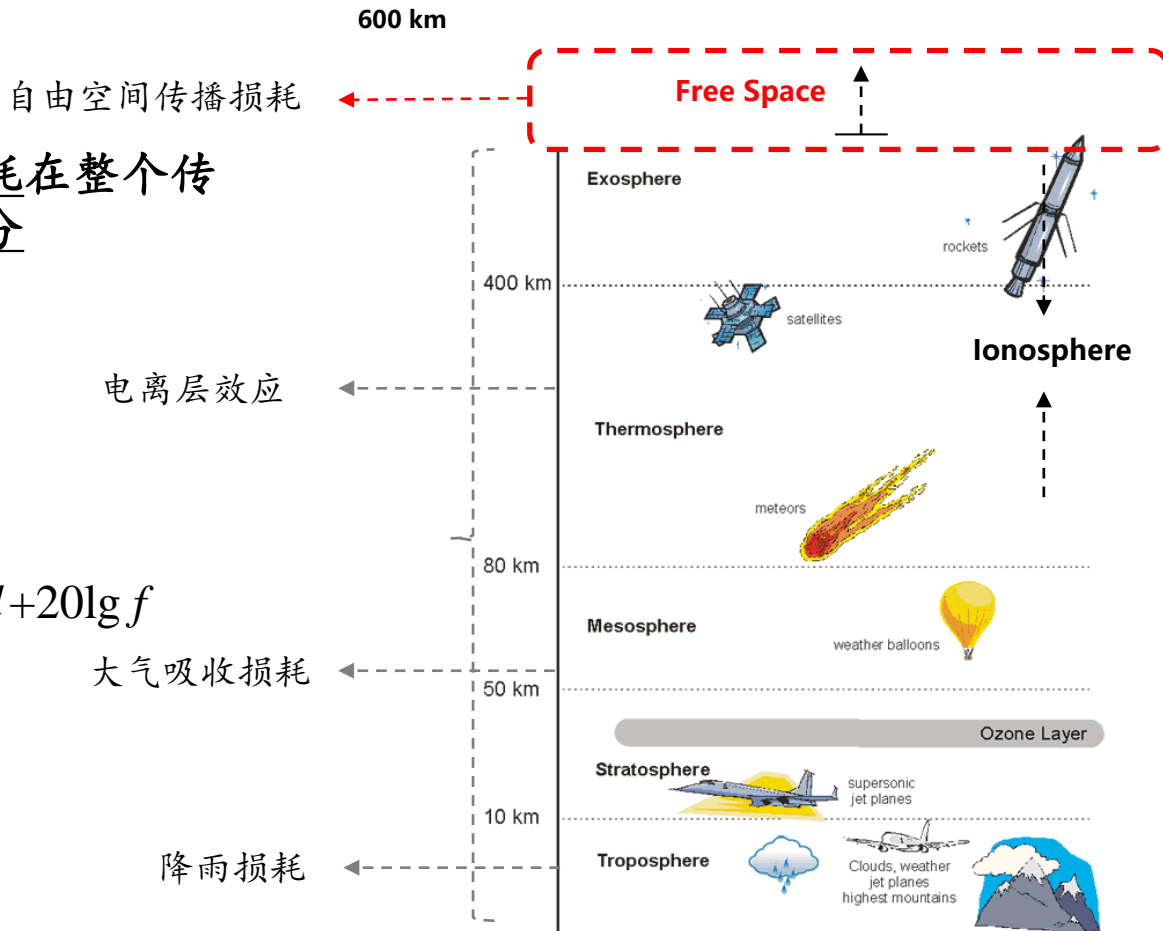 600 km
自由空间传播损耗
Free Space
耗在整个传
分
Exosphere
rockets
400 km
satellites
Ionosphere
电离层效应
Thermosphere
meteors
80 km
+20lg f
Mesosphere
weather balloons
大气吸收损耗
50 km
Ozone Layer
Stratosphere
supersonic
jet planes
10 km
降雨损耗
Troposphere
Clouds, weather
jet planes
highest mountains